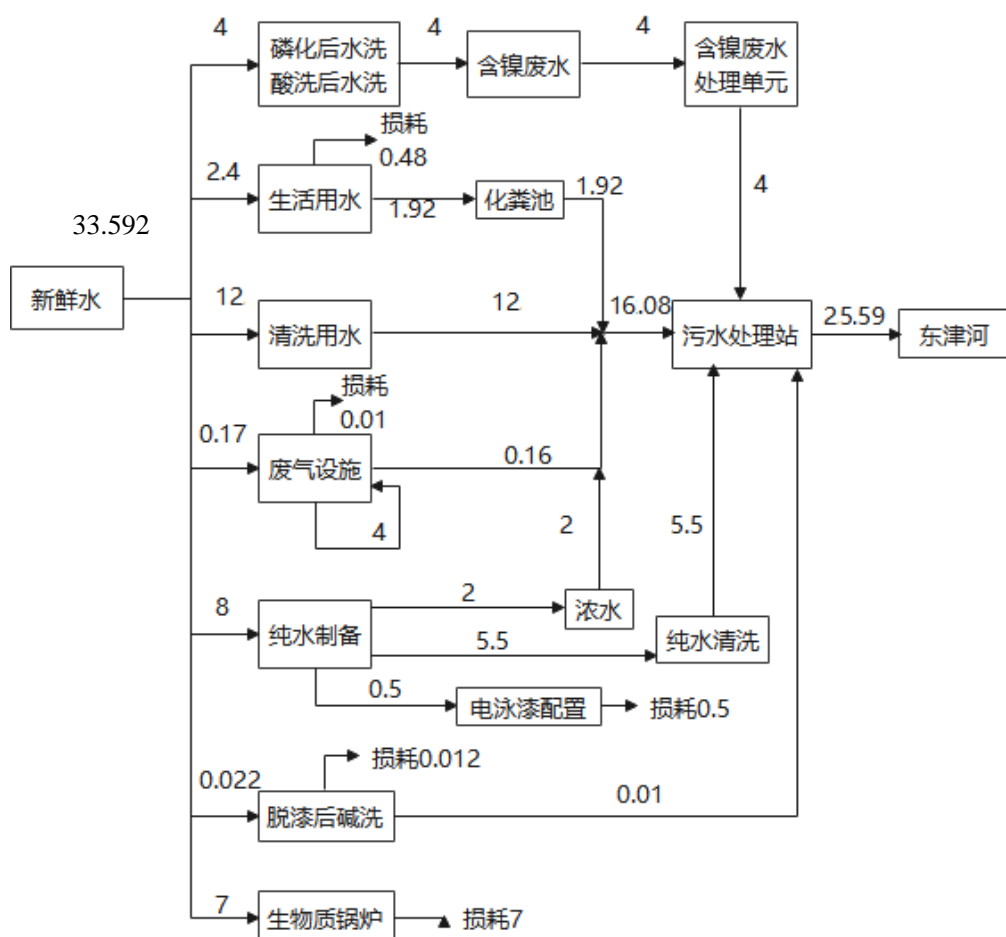 4
磷化后水洗
酸洗后水洗
4
含镍废水
4
含镍废水
处理单元
4
损耗
0.48
2.4
生活用水
1.92
化粪池
1.92
33.592
新鲜水
12
清洗用水
12
16.08
污水处理站
25.59
东津河
损耗
0.01
0.17
废气设施
0.16
4
2
5.5
8
纯水制备
2
浓水
5.5
纯水清洗
0.5
电泳漆配置
损耗0.5
损耗0.012
0.022
脱漆后碱洗
0.01
7
生物质锅炉
损耗7